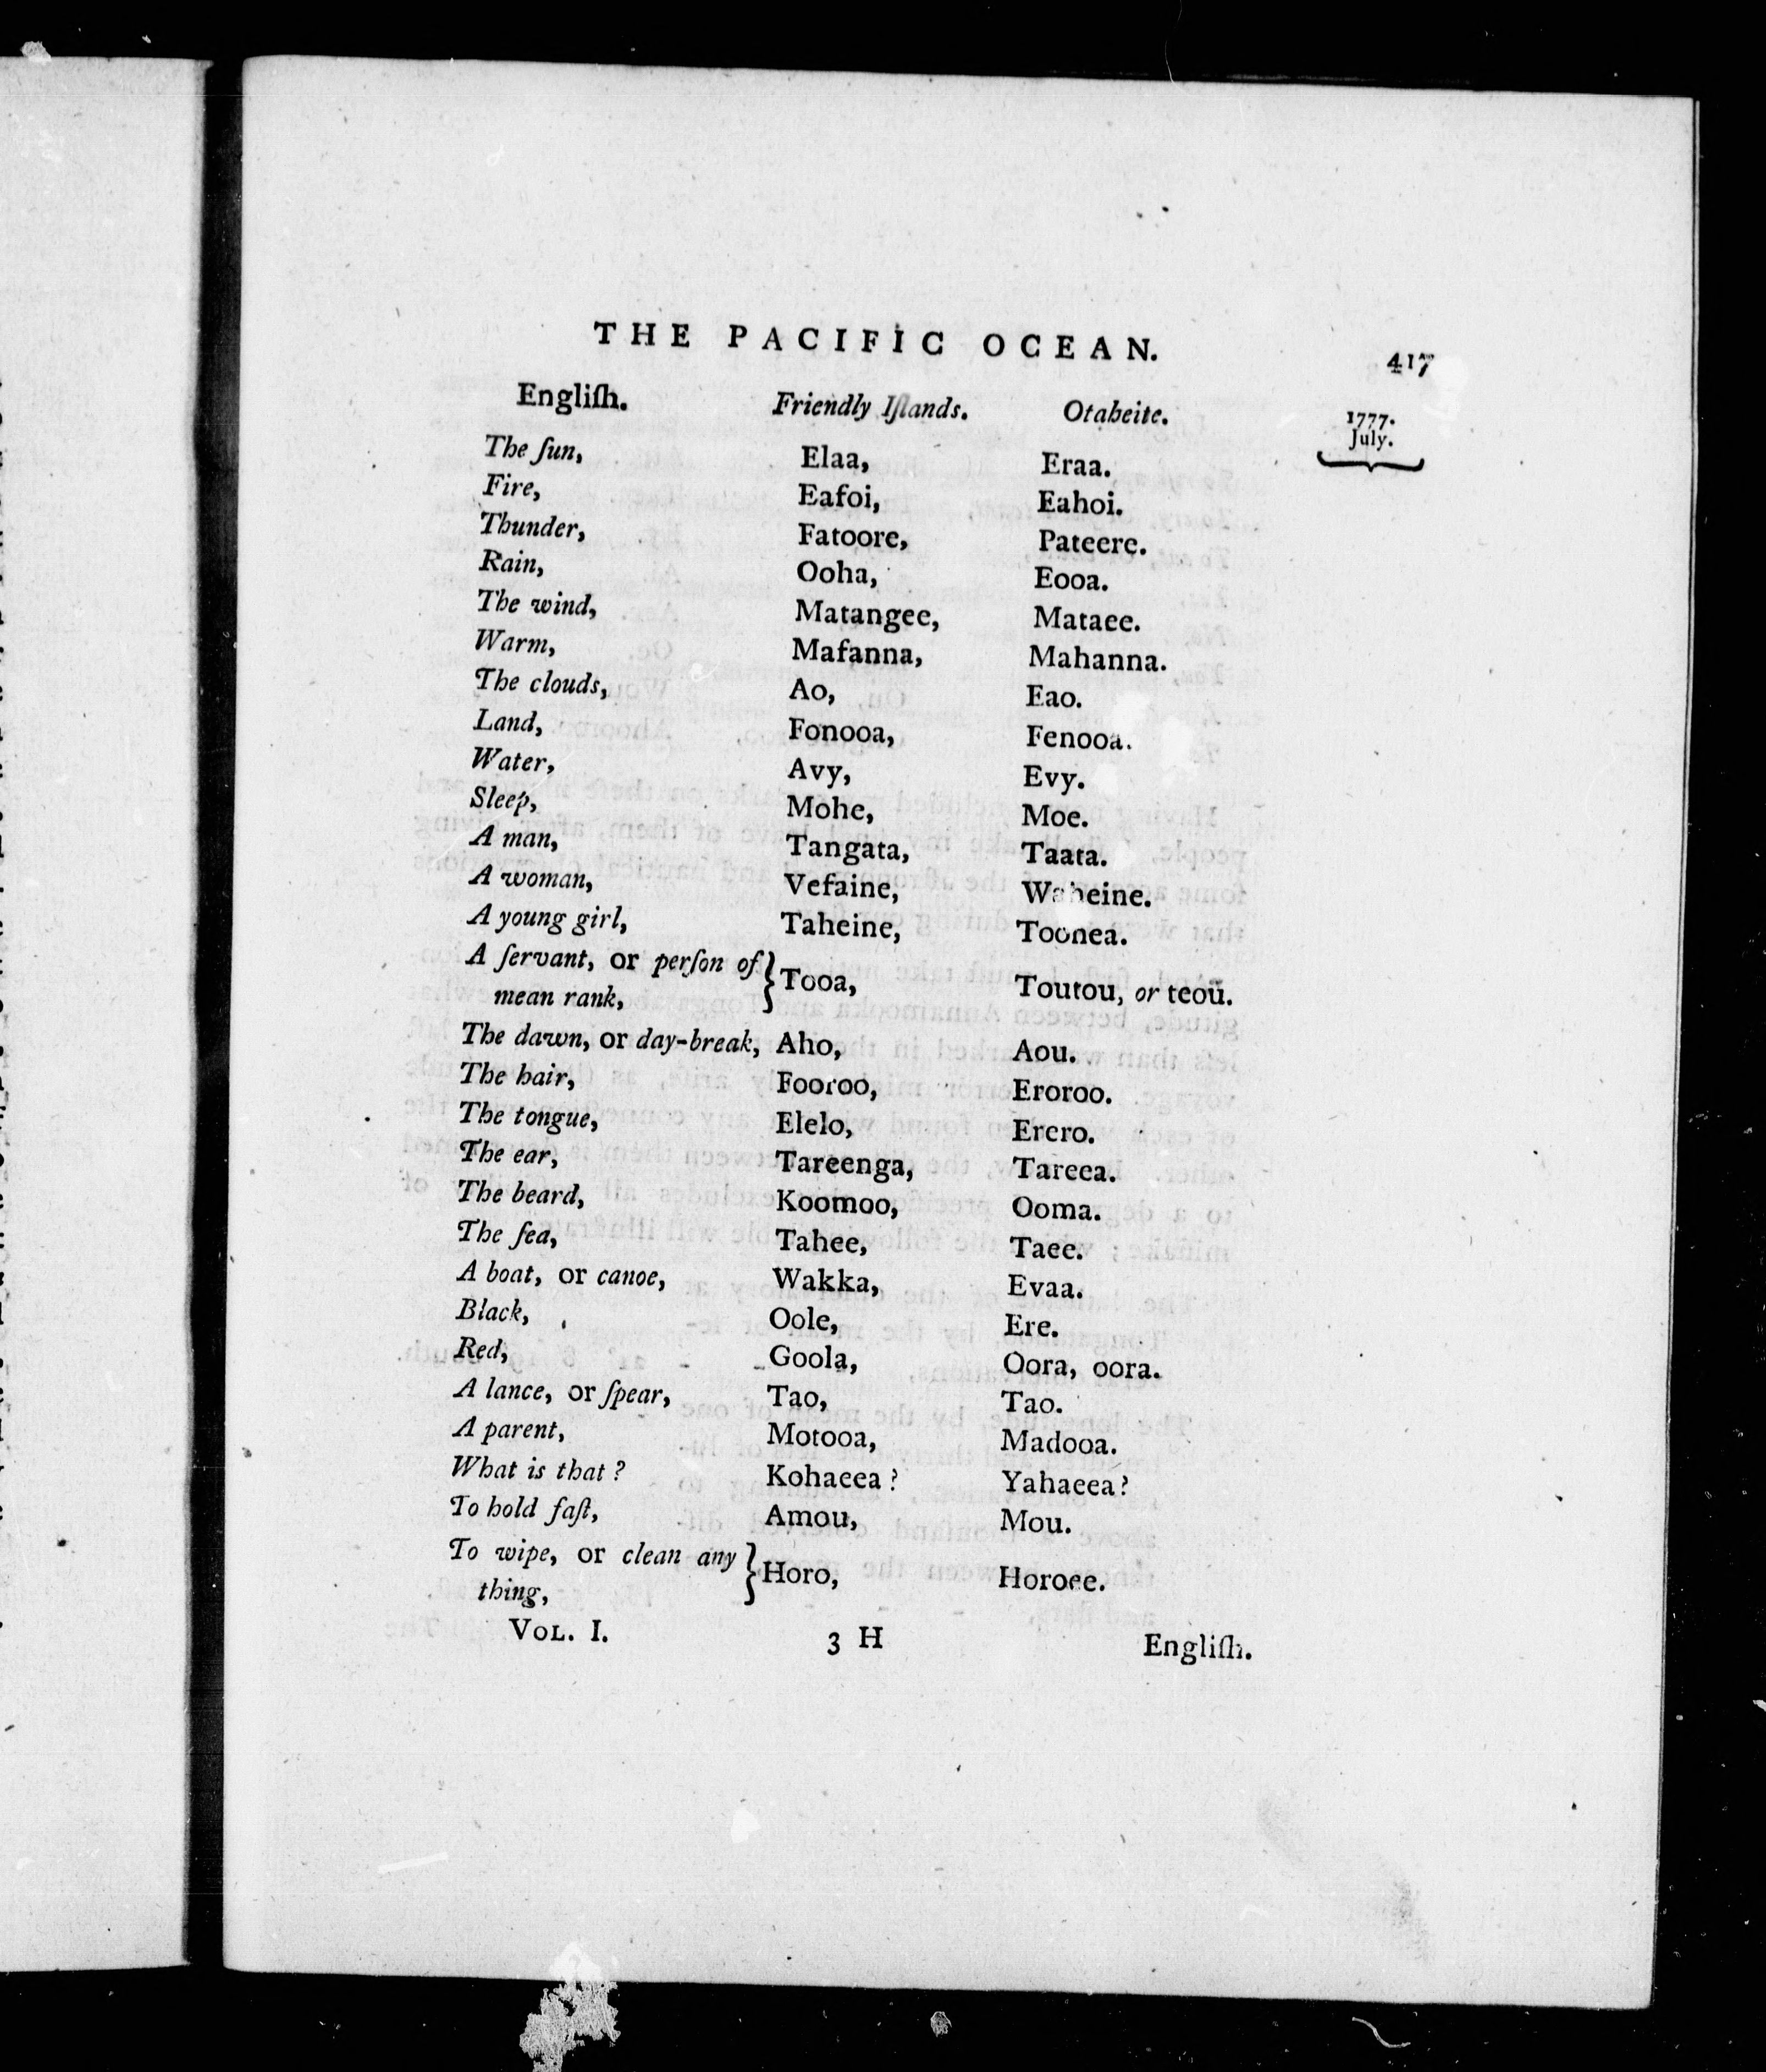 THE PACIFIC OCEAN. 417
Engliſh. Friendly Iſlands. Otaheite.
1777.
July.
The ſun, Elaa, Eraa.
Fire, Eafoi, Eahoi.
Thunder, Fatoore, Pateere.
Rain, Ooha, Eooa.
The wind, Matangee, Mataee.
Warm, Mafanna, Mahanna.
The clouds, Ao, Eao.
Land, Fonooa, Fenooa.
Water, Avy, Evy.
Sleep, Mohe, Moe.
A man, Tangata, Taata.
A woman, Vefaine, Waheine.
A young girl, Taheine, Toonea.
A ſervant, or perſon of
mean rank, } Tooa, Toutou, or teou.
The dawn, or day-break, Aho, Aou.
The hair, Fooroo, Eroroo.
The tongue, Elelo, Erero.
The ear, Tareenga, Tareea.
The beard, Koomoo, Ooma.
The ſea, Tahee, Taee.
A boat, or canoe, Wakka, Evaa.
Black, Oole, Ere.
Red, Goola, Oora, oora.
A lance, or ſpear, Tao, Tao.
A parent, Motooa, Madooa.
What is that? Kohaeea? Yahaeea?
To hold faſt, Amou, Mou.
To wipe, or clean any
thing, } Horo, Horoee.
VOL. I. 3 H Engliſh.